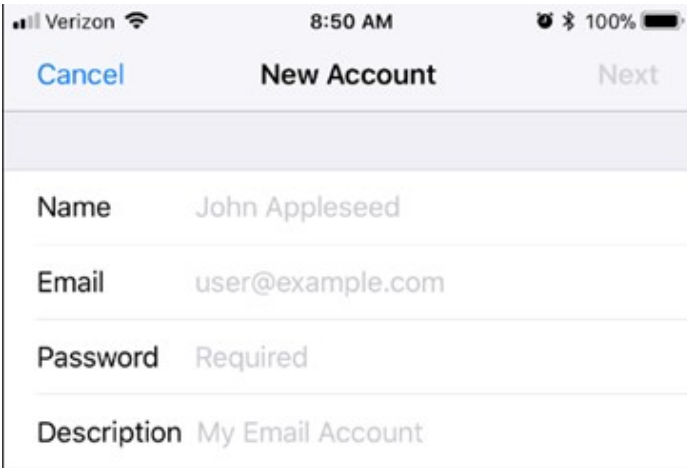 Verizon 8:50 AM 100%
Cancel New Account Next
Name John Appleseed
Email user@example.com
Password Required
Description My Email Account